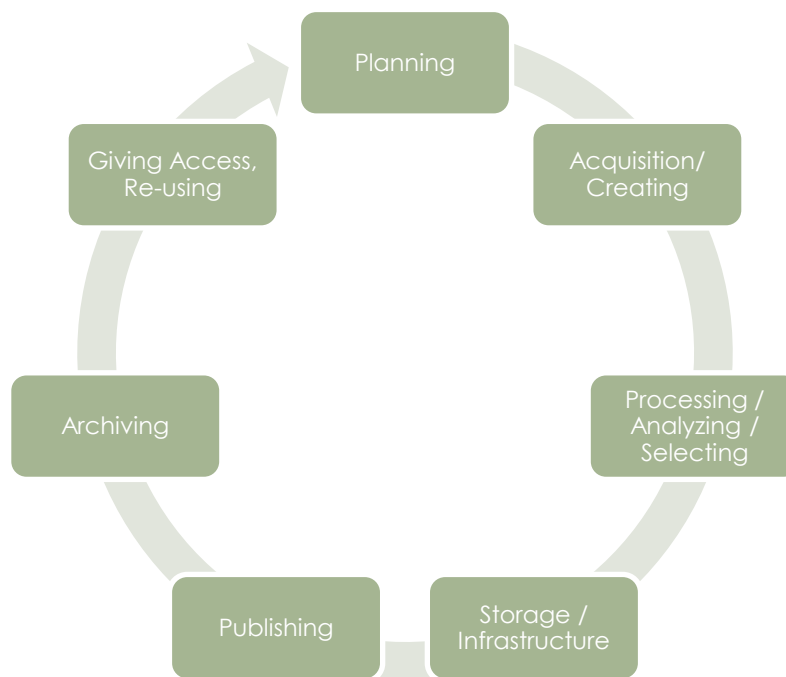 Planning
Acquisition/
Creating
Processing /
Analyzing /
Selecting
Storage /
Infrastructure
Publishing
Archiving
Giving Access,
Re-using